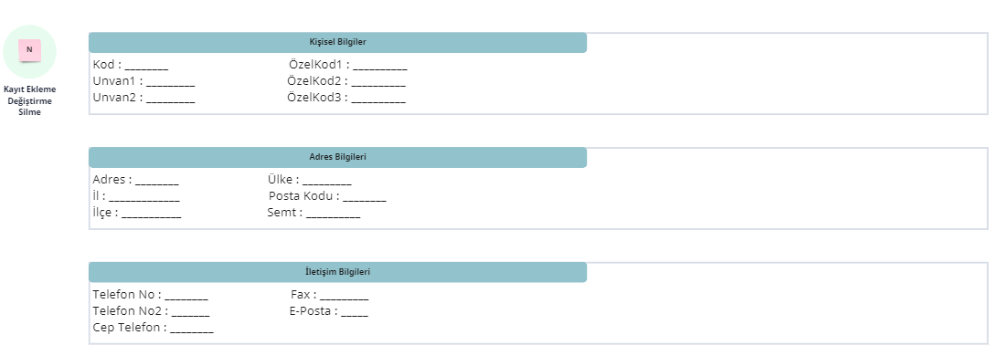 N
Kayıt Ekleme
Değiştirme
Silme
Kişisel Bilgiler
Kod : ________ ÖzelKod1 : __________
Unvan1 : _________ ÖzelKod2 : __________
Unvan2 : _________ ÖzelKod3 : __________
Adres Bilgileri
Adres : ________ Ülke : _________
İl : _____________ Posta Kodu : ________
İlçe : ___________ Semt : __________
İletişim Bilgileri
Telefon No : ________ Fax : _________
Telefon No2 : _______ E-Posta : _____
Cep Telefon : ________